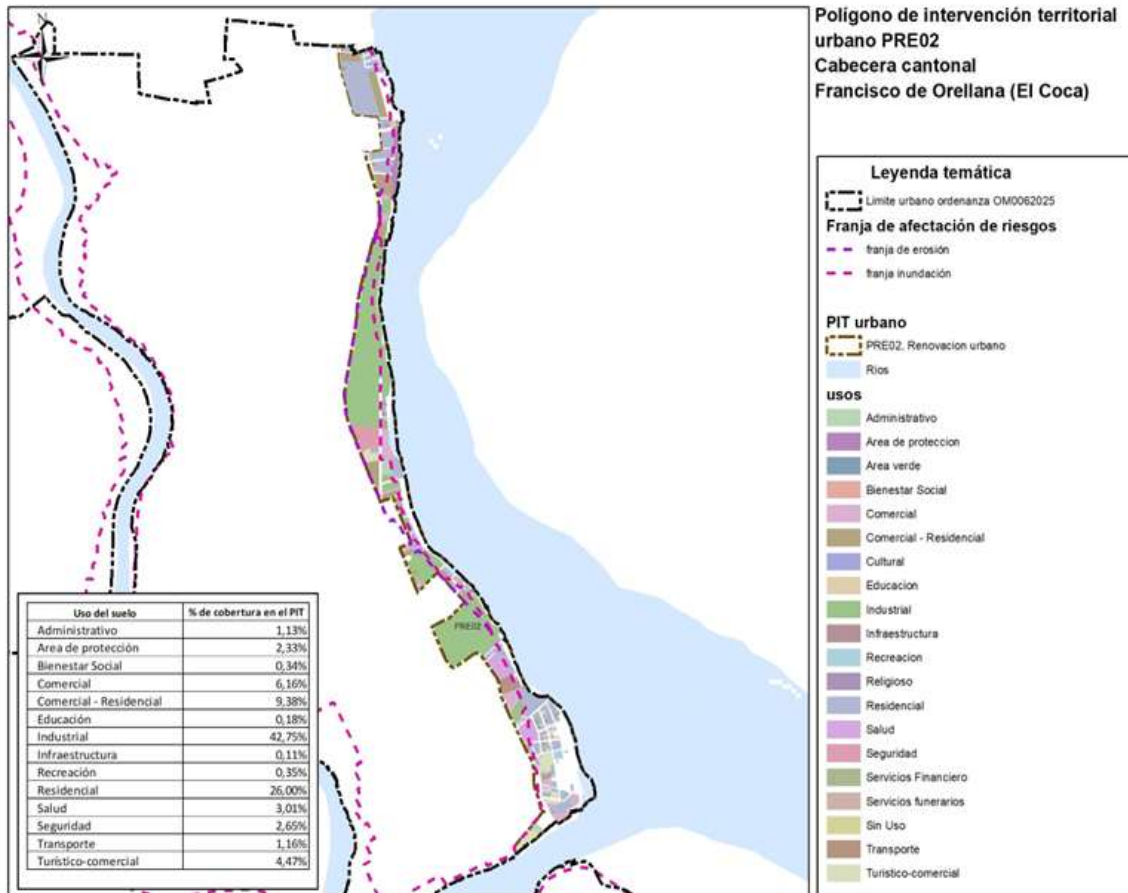 Polígono de intervención territorial
urbano PRE02
Cabecera cantonal
Francisco de Orellana (El Coca)
Leyenda temática
Limite urbano ordenanza OM0062025
Franja de afectación de riesgos
franja de erosión
franja inundación
PIT urbano
PRE02, Renovacion urbano
Rios
usos
Administrativo
Area de proteccion
Area verde
Bienestar Social
Comercial
Comercial - Residencial
Cultural
Educacion
Industrial
Infraestructura
Recreacion
Religioso
Residencial
Salud
Seguridad
Servicios Financiero
Servicios funerarios
Sin Uso
Transporte
Turistico-comercial
N
PRE02
Uso del suelo % de cobertura en el PIT
Administrativo 1,13%
Area de protección 2,33%
Bienestar Social 0,34%
Comercial 6,16%
Comercial - Residencial 9,38%
Educación 0,18%
Industrial 42,75%
Infraestructura 0,11%
Recreación 0,35%
Residencial 26,00%
Salud 3,01%
Seguridad 2,65%
Transporte 1,16%
Turístico-comercial 4,47%